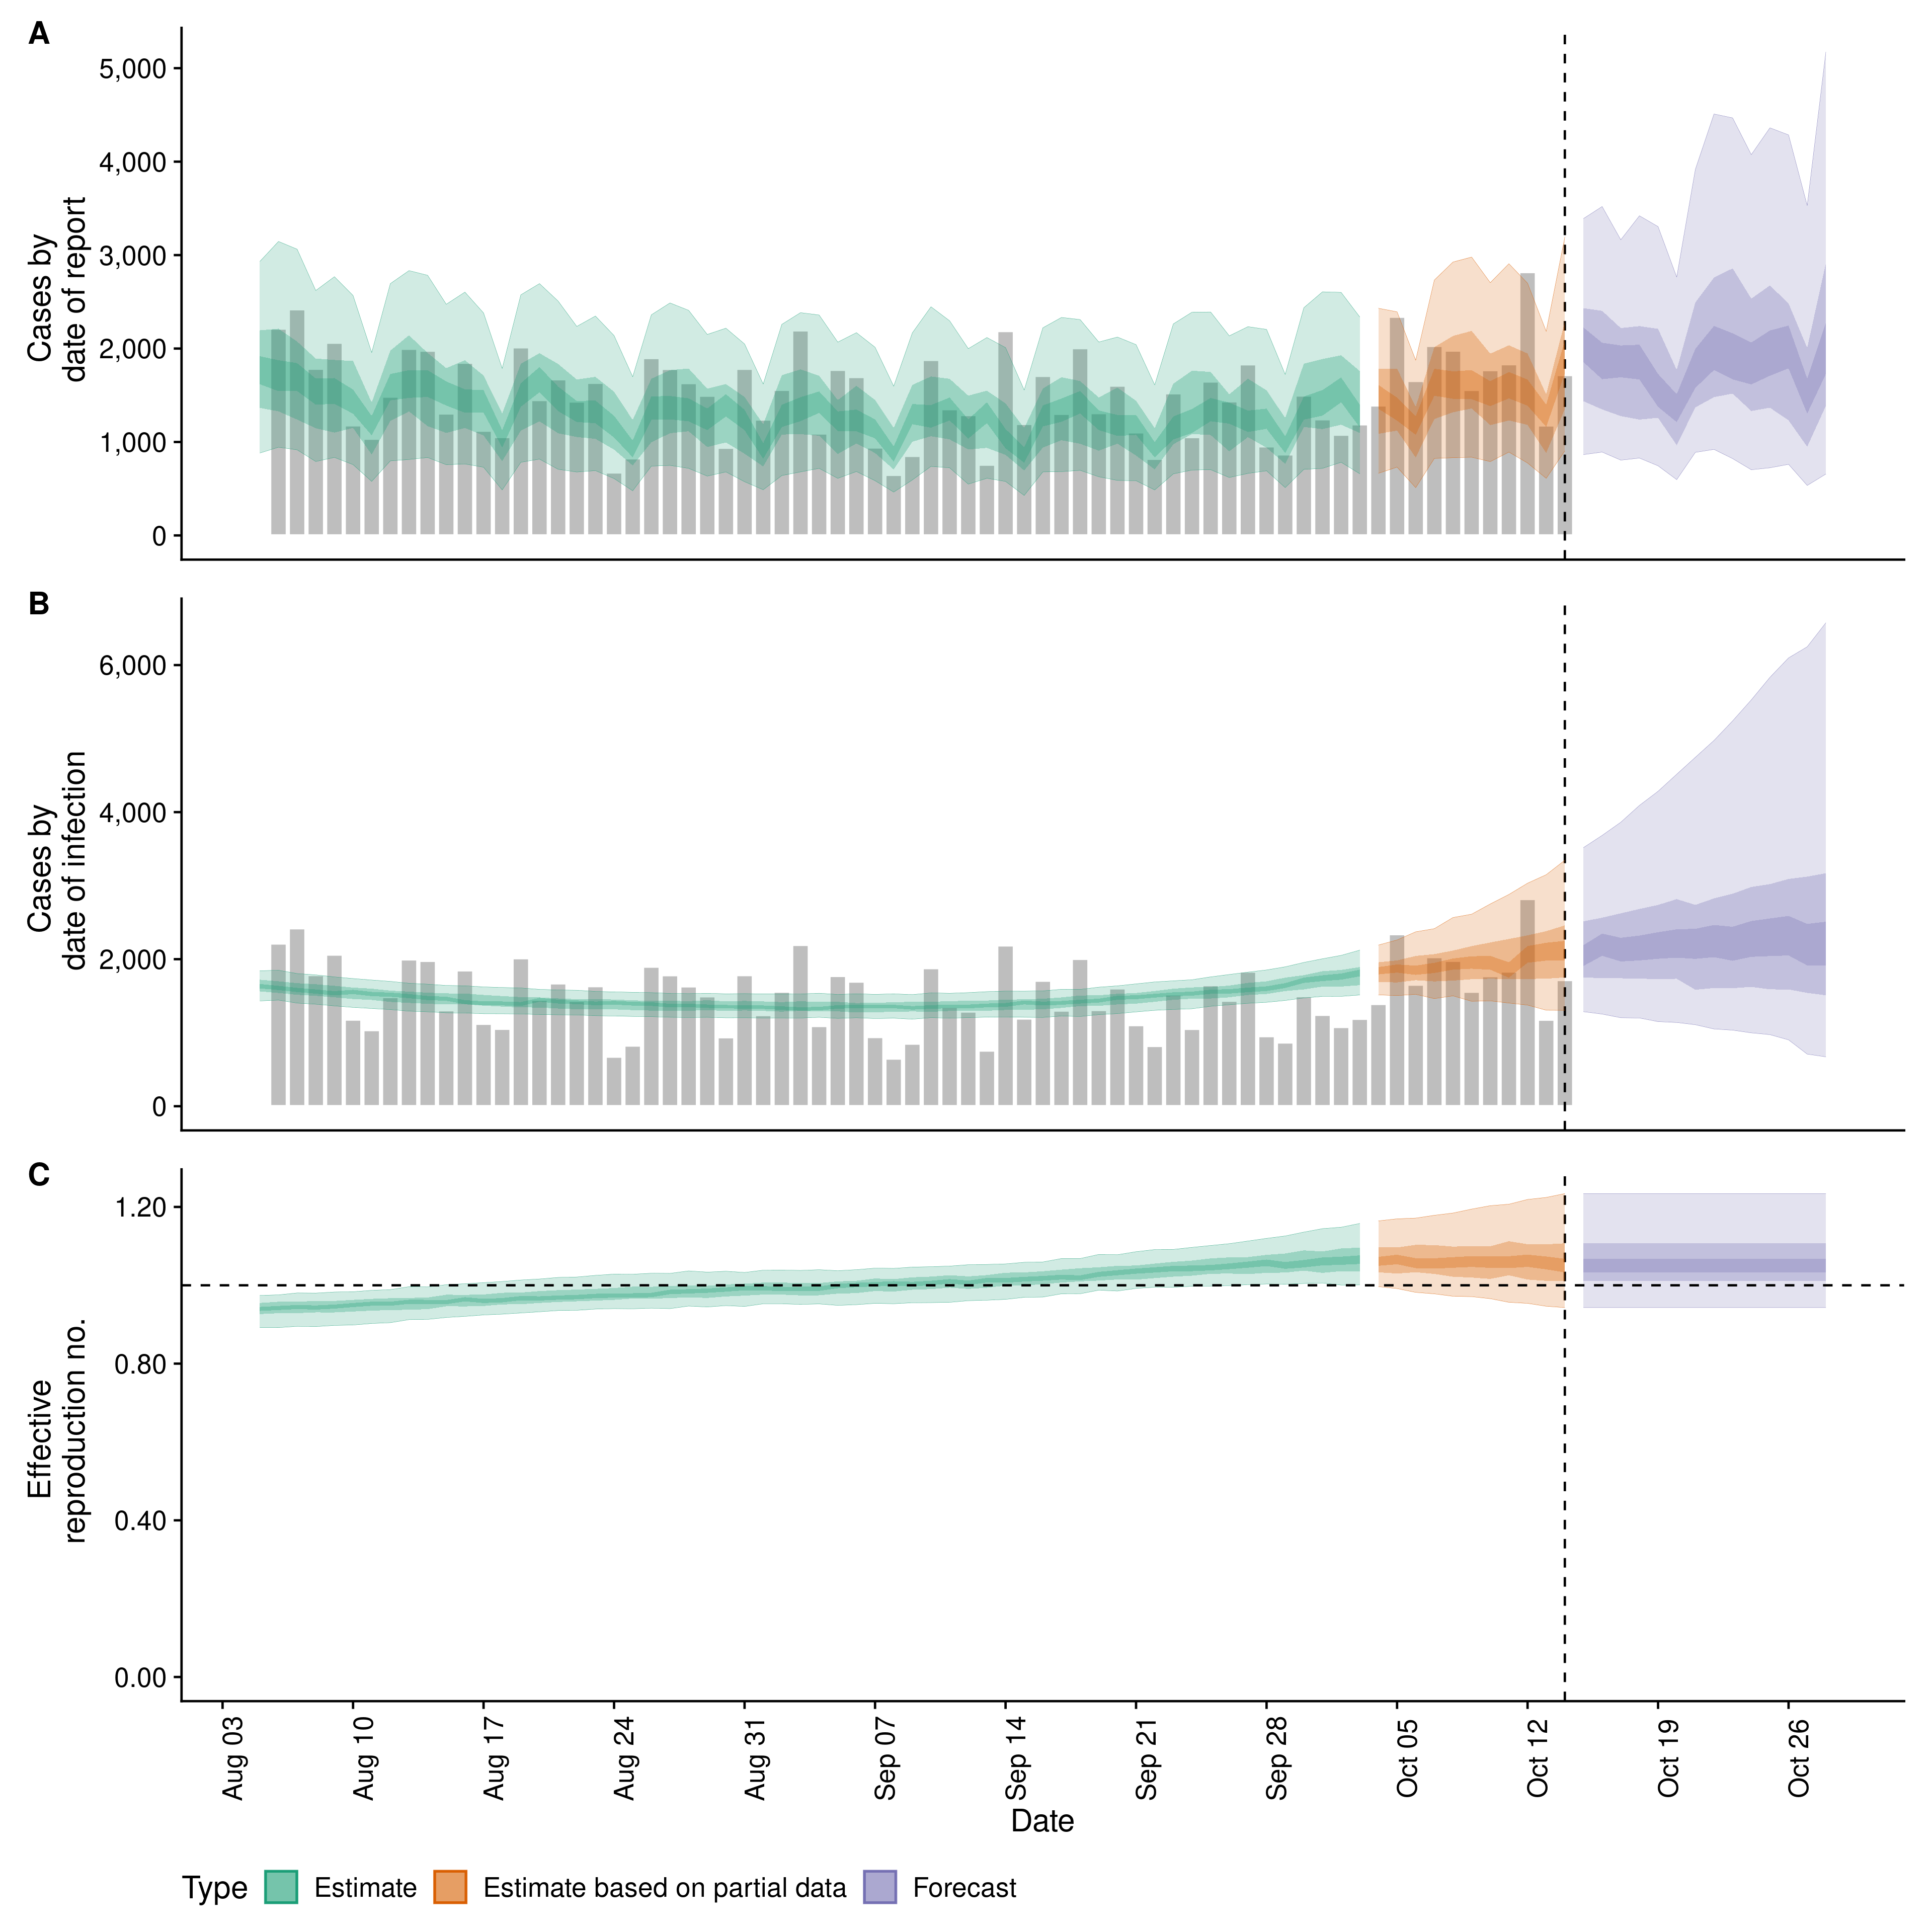 A
Cases by
date of report
5,000
4,000
3,000
2,000
1,000
0
B
Cases by
date of infection
6,000
4,000
2,000
0
C
Effective
reproduction no.
1.20
0.80
0.40
0.00
Aug 03
Aug 10
Aug 17
Aug 24
Aug 31
Sep 07
Sep 14
Sep 21
Sep 28
Oct 05
Oct 12
Oct 19
Oct 26
Date
Type Estimate Estimate based on partial data Forecast